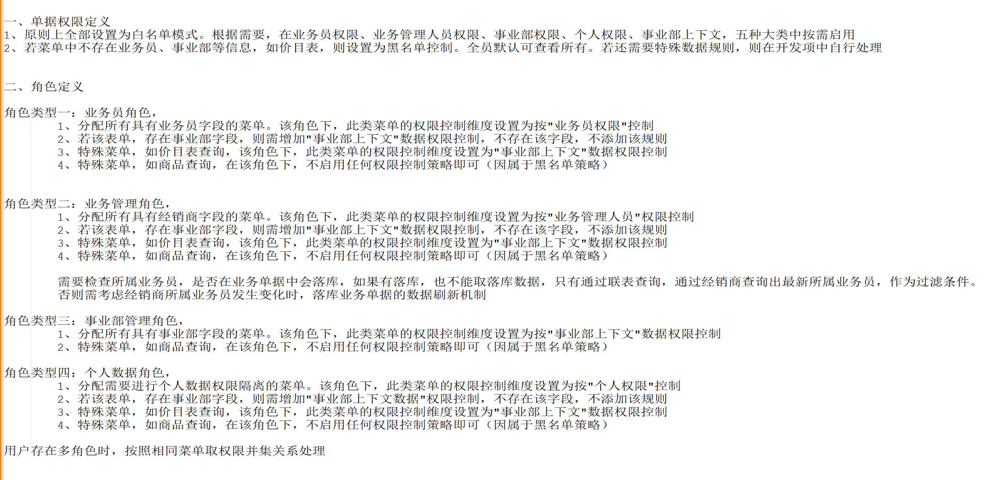 一、单据权限定义
1、原则上全部设置为白名单模式。根据需要，在业务员权限、业务管理人员权限、事业部权限、个人权限、事业部上下文，五种大类中按需启用
2、若菜单中不存在业务员、事业部等信息，如价目表，则设置为黑名单控制。全员默认可查看所有。若还需要特殊数据规则，则在开发项中自行处理
二、角色定义
角色类型一：业务员角色，
1、分配所有具有业务员字段的菜单。该角色下，此类菜单的权限控制维度设置为按"业务员权限"控制
2、若该表单，存在事业部字段，则需增加"事业部上下文"数据权限控制，不存在该字段，不添加该规则
3、特殊菜单，如价目表查询，该角色下，此类菜单的权限控制维度设置为"事业部上下文"数据权限控制
4、特殊菜单，如商品查询，在该角色下，不启用任何权限控制策略即可（因属于黑名单策略）
角色类型二：业务管理角色，
1、分配所有具有经销商字段的菜单。该角色下，此类菜单的权限控制维度设置为按"业务管理人员"权限控制
2、若该表单，存在事业部字段，则需增加"事业部上下文"数据权限控制，不存在该字段，不添加该规则
3、特殊菜单，如价目表查询，该角色下，此类菜单的权限控制维度设置为"事业部上下文"数据权限控制
4、特殊菜单，如商品查询，在该角色下，不启用任何权限控制策略即可（因属于黑名单策略）
需要检查所属业务员，是否在业务单据中会落库，如果有落库，也不能取落库数据，只有通过联表查询，通过经销商查询出最新所属业务员，作为过滤条件。
否则需考虑经销商所属业务员发生变化时，落库业务单据的数据刷新机制
角色类型三：事业部管理角色，
1、分配所有具有事业部字段的菜单。该角色下，此类菜单的权限控制维度设置为按"事业部上下文"数据权限控制
2、特殊菜单，如商品查询，在该角色下，不启用任何权限控制策略即可（因属于黑名单策略）
角色类型四：个人数据角色，
1、分配需要进行个人数据权限隔离的菜单。该角色下，此类菜单的权限控制维度设置为按"个人权限"控制
2、若该表单，存在事业部字段，则需增加"事业部上下文数据"权限控制，不存在该字段，不添加该规则
3、特殊菜单，如价目表查询，该角色下，此类菜单的权限控制维度设置为"事业部上下文"数据权限控制
4、特殊菜单，如商品查询，在该角色下，不启用任何权限控制策略即可（因属于黑名单策略）
用户存在多角色时，按照相同菜单取权限并集关系处理